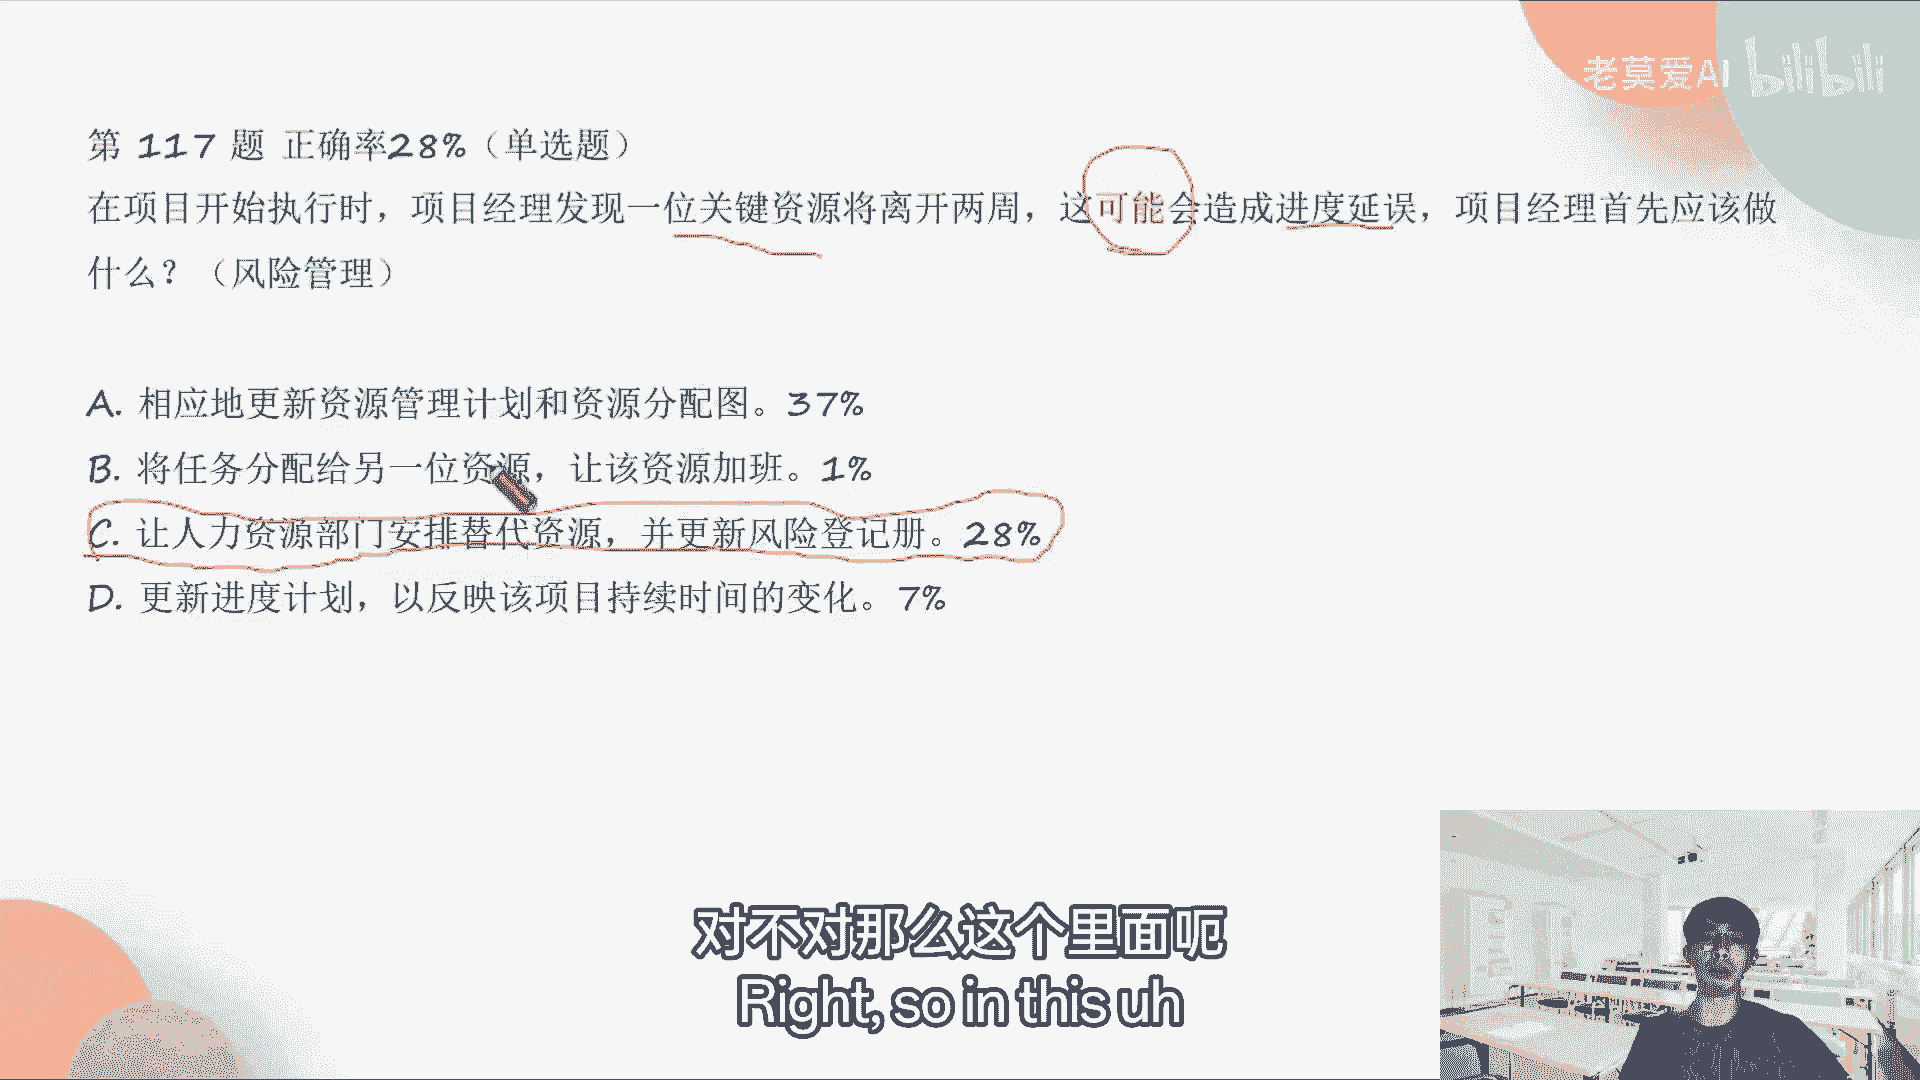 老莫爱AI bilibili
第 117 题 正确率28%（单选题）
在项目开始执行时，项目经理发现一位关键资源将离开两周，这可能会造成进度延误，项目经理首先应该做
什么？（风险管理）
A. 相应地更新资源管理计划和资源分配图。37%
B. 将任务分配给另一位资源，让该资源加班。1%
C. 让人力资源部门安排替代资源，并更新风险登记册。28%
D. 更新进度计划，以反映该项目持续时间的变化。7%
对不对那么这个里面呃
Right, so in this uh